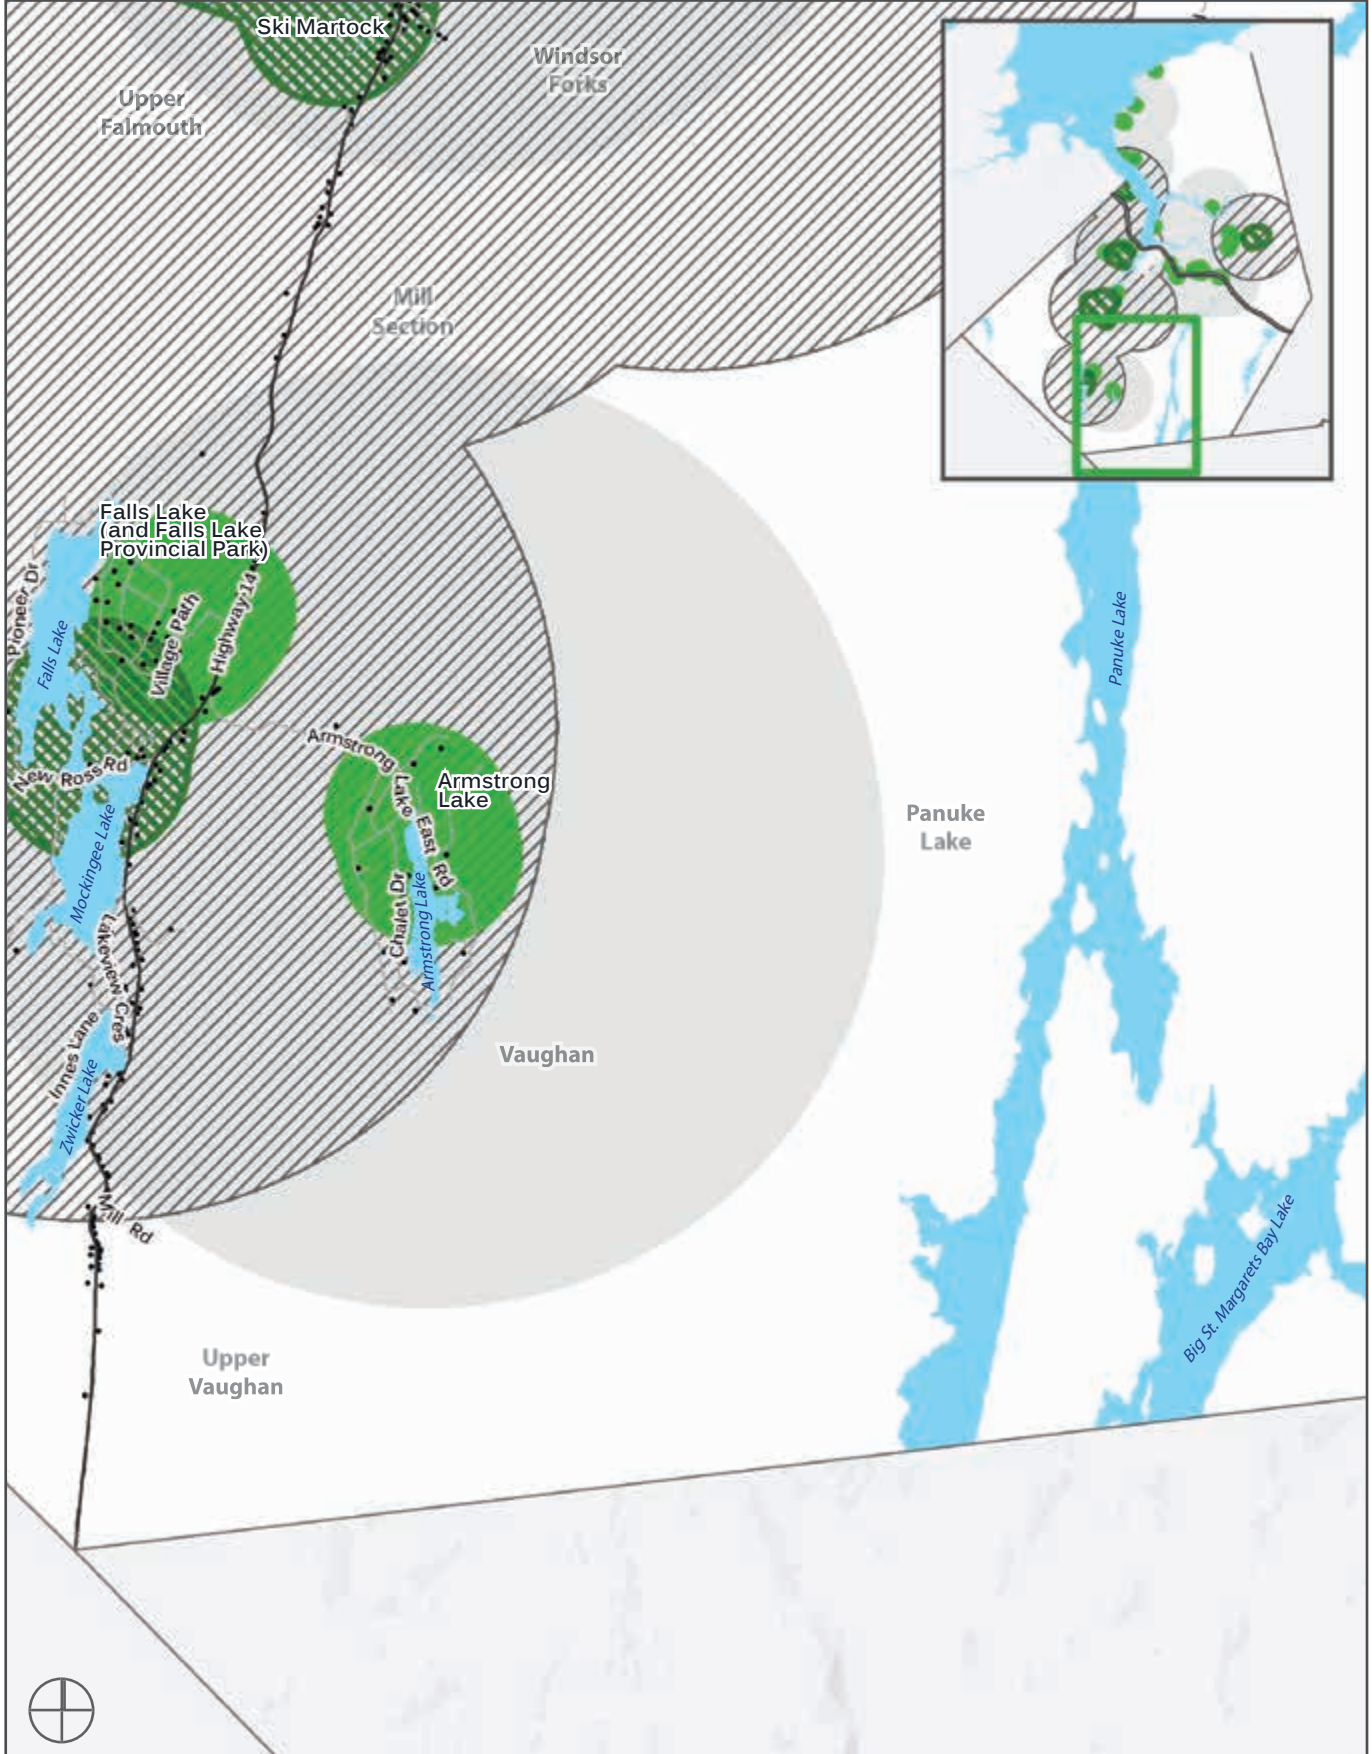 Ski Martock
Windsor
Forks
Upper
Falmouth
Mill
Section
Falls Lake
(and Falls Lake
Provincial Park)
Pioneer Dr
Falls Lake
Village Path
Highway 14
Panuke Lake
New Ross Rd
Armstrong Lake East Rd
Armstrong
Lake
Mockingee Lake
Panuke
Lake
Chalet Dr
Armstrong Lake
Lakeview Cres
Innes Lane
Vaughan
Zwicker Lake
Mill Rd
Big St. Margarets Bay Lake
Upper
Vaughan